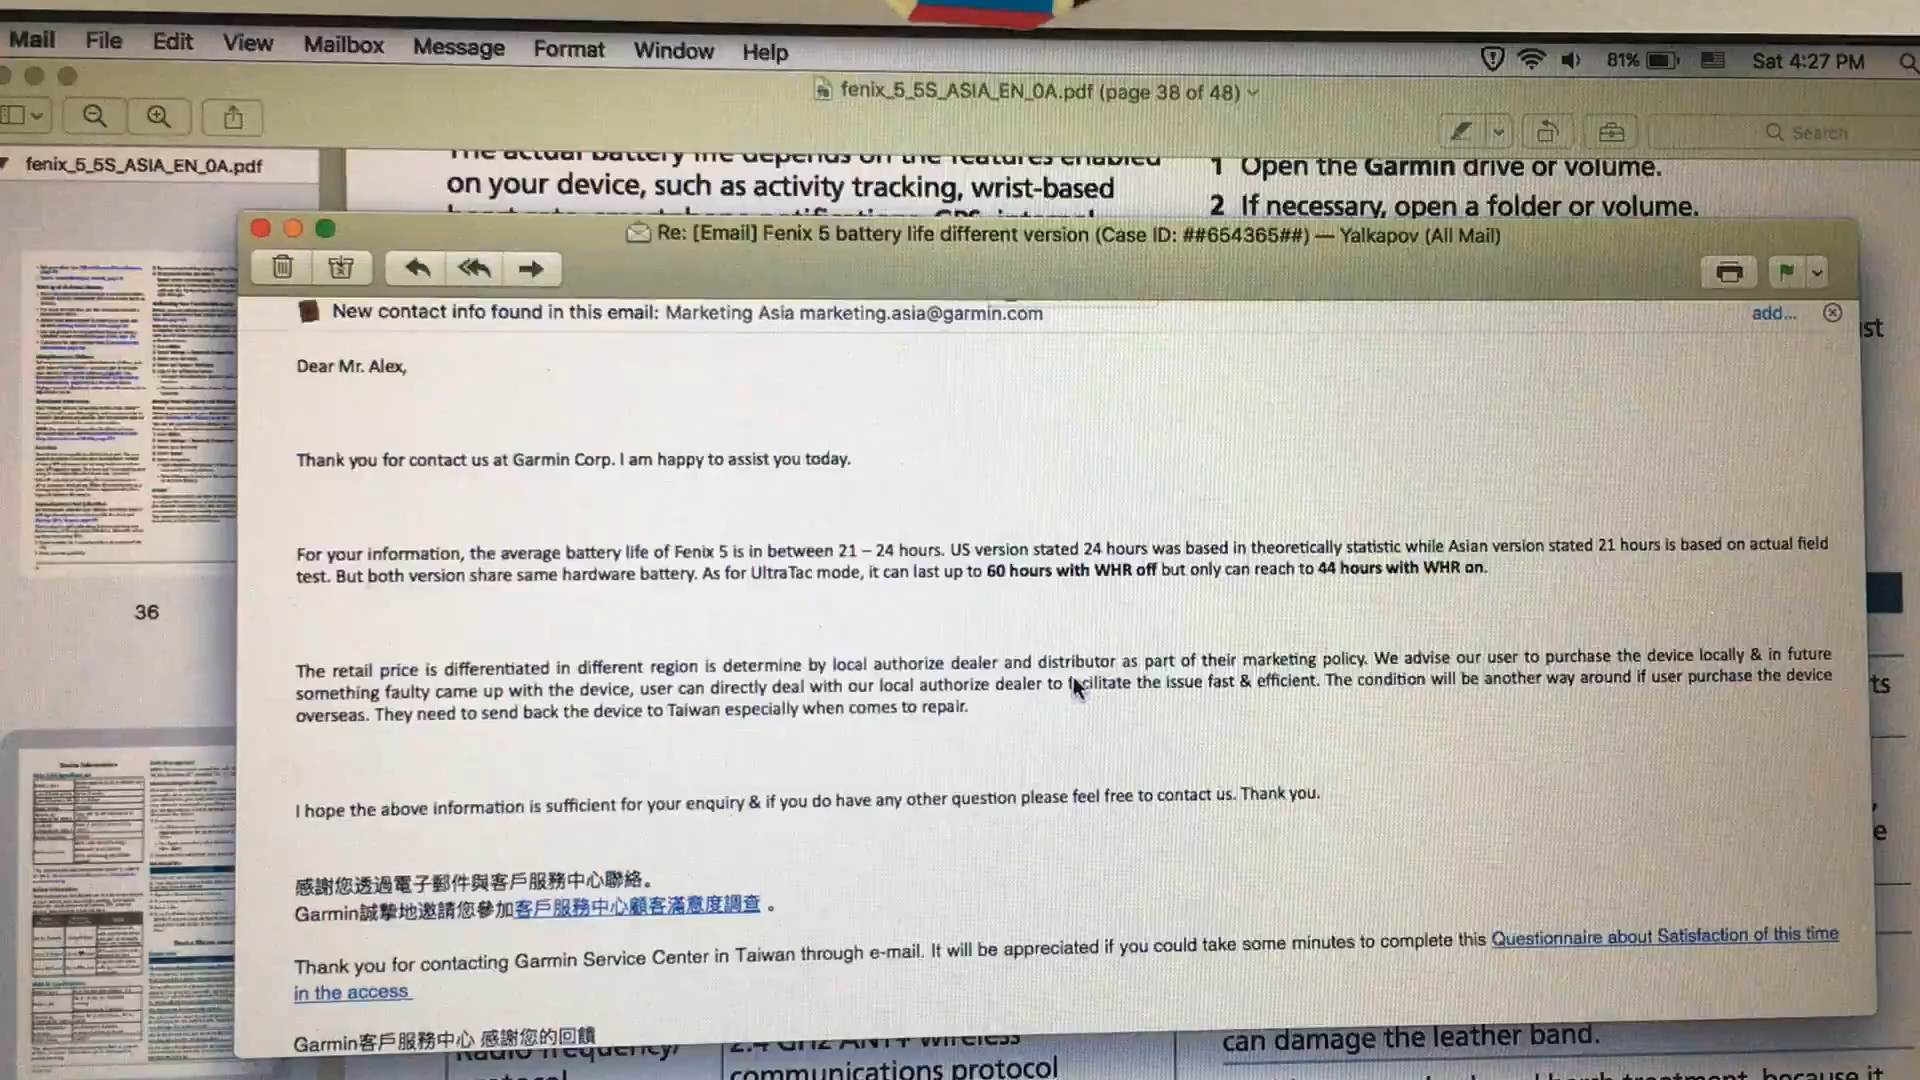 Mail File Edit View Mailbox Message Format Window Help 81% Sat 4:27 PM
fenix_5_5S_ASIA_EN_0A.pdf (page 38 of 48)
Search
fenix_5_5S_ASIA_EN_0A.pdf
The actual battery life depends on the features enabled
on your device, such as activity tracking, wrist-based
1 Open the Garmin drive or volume.
2 If necessary, open a folder or volume.
Re: [Email] Fenix 5 battery life different version (Case ID: ##654365##) — Yalkapov (All Mail)
New contact info found in this email: Marketing Asia marketing.asia@garmin.com add...
Dear Mr. Alex,
Thank you for contact us at Garmin Corp. I am happy to assist you today.
For your information, the average battery life of Fenix 5 is in between 21 – 24 hours. US version stated 24 hours was based in theoretically statistic while Asian version stated 21 hours is based on actual field
test. But both version share same hardware battery. As for UltraTac mode, it can last up to 60 hours with WHR off but only can reach to 44 hours with WHR on.
The retail price is differentiated in different region is determine by local authorize dealer and distributor as part of their marketing policy. We advise our user to purchase the device locally & in future
something faulty came up with the device, user can directly deal with our local authorize dealer to facilitate the issue fast & efficient. The condition will be another way around if user purchase the device
overseas. They need to send back the device to Taiwan especially when comes to repair.
I hope the above information is sufficient for your enquiry & if you do have any other question please feel free to contact us. Thank you.
感謝您透過電子郵件與客戶服務中心聯絡。
Garmin誠摯地邀請您參加客戶服務中心顧客滿意度調查 。
Thank you for contacting Garmin Service Center in Taiwan through e-mail. It will be appreciated if you could take some minutes to complete this Questionnaire about Satisfaction of this time
in the access
Garmin客戶服務中心 感謝您的回饋
36
st
ts
e
Radio frequency/
2.4 GHz ANT+ wireless
communications protocol
can damage the leather band.